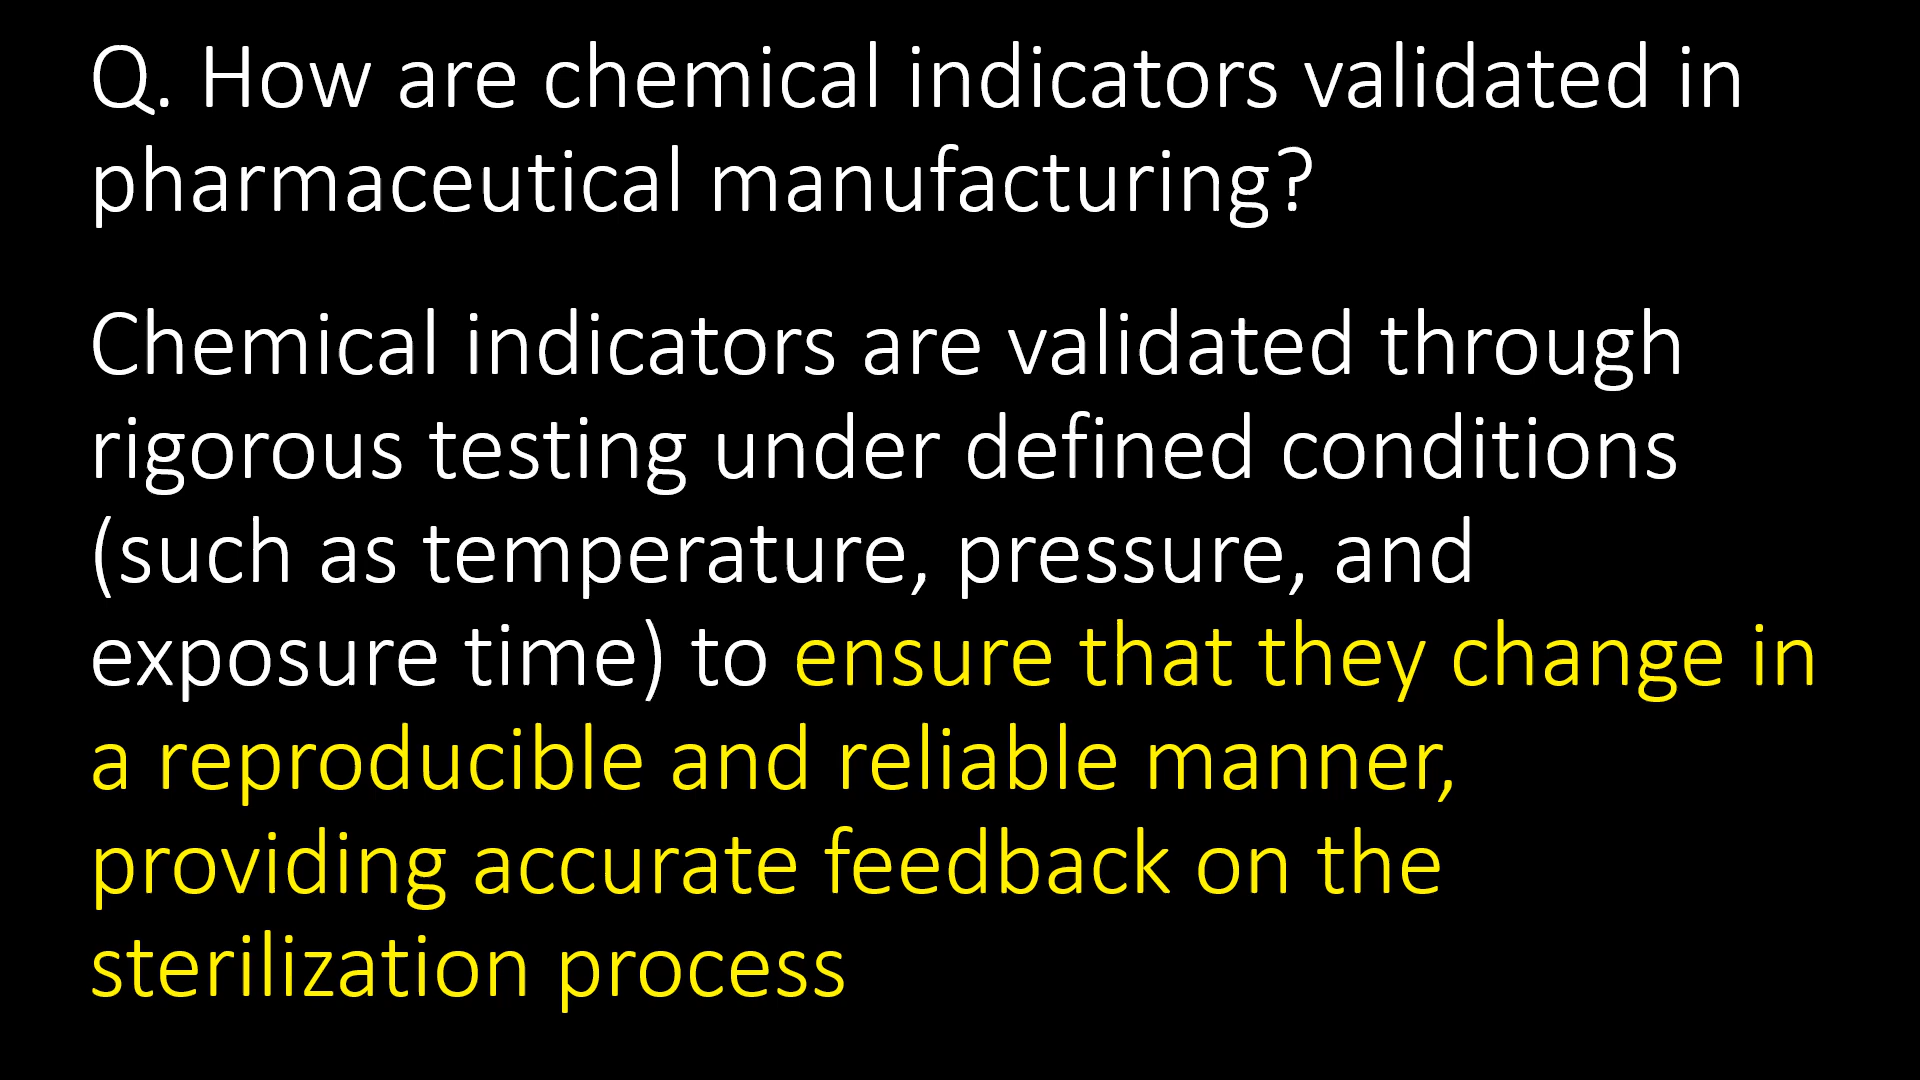 Q. How are chemical indicators validated in
pharmaceutical manufacturing?
Chemical indicators are validated through
rigorous testing under defined conditions
(such as temperature, pressure, and
exposure time) to ensure that they change in
a reproducible and reliable manner,
providing accurate feedback on the
sterilization process